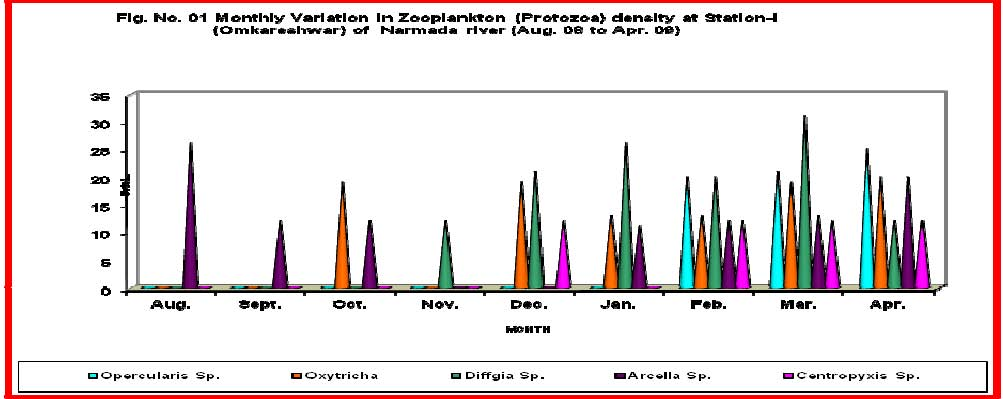 Fig. No. 01 Monthly Variation in Zooplankton (Protozoa) density at Station-I
(Omkareshwar) of Narmada river (Aug. 08 to Apr. 09)
35
30
25
20
15
10
5
0
Aug. Sept. Oct. Nov. Dec. Jan. Feb. Mar. Apr.
MONTH
Opercularis Sp. Oxytricha Diffgia Sp. Arcella Sp. Centropyxis Sp.